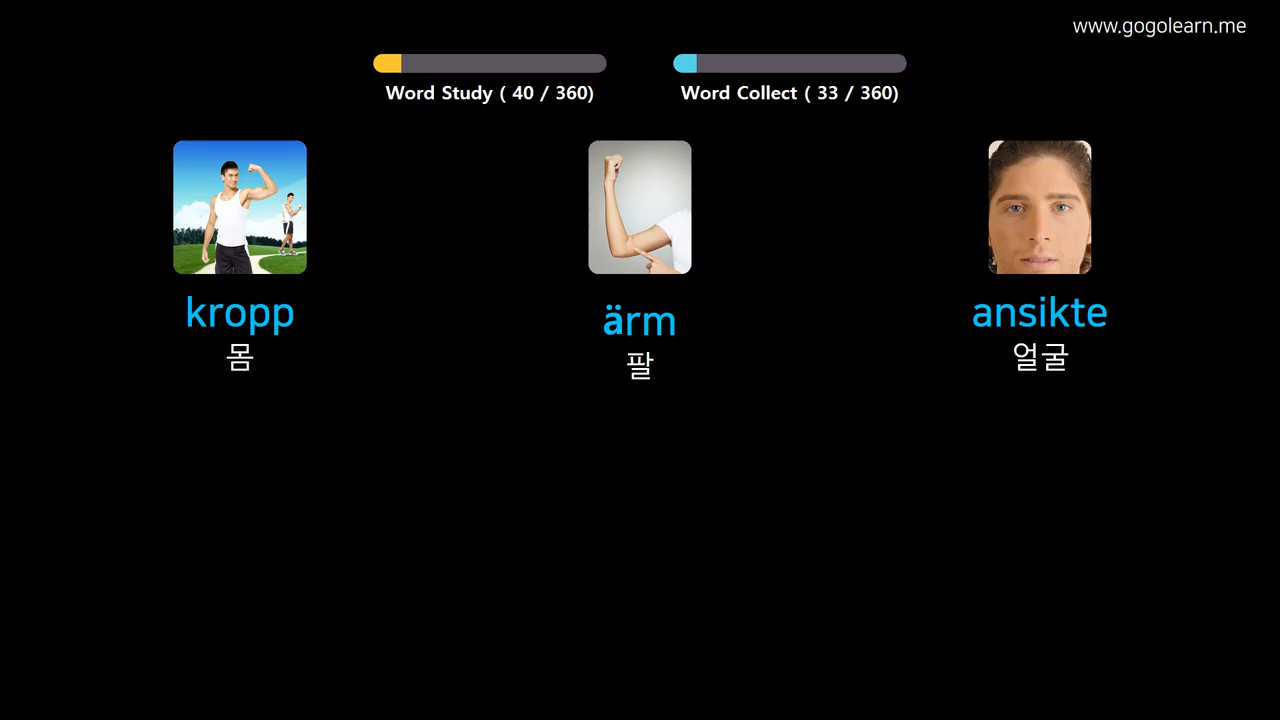 www.gogolearn.me
Word Study ( 40 / 360)
Word Collect ( 33 / 360)
kropp
몸
ärm
팔
ansikte
얼굴